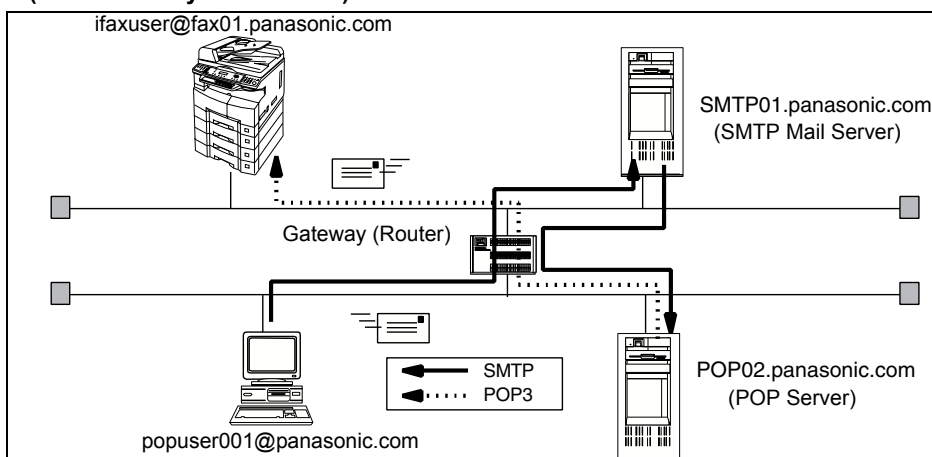 ifaxuser@fax01.panasonic.com
SMTP01.panasonic.com
(SMTP Mail Server)
Gateway (Router)
SMTP
POP3
POP02.panasonic.com
(POP Server)
popuser001@panasonic.com